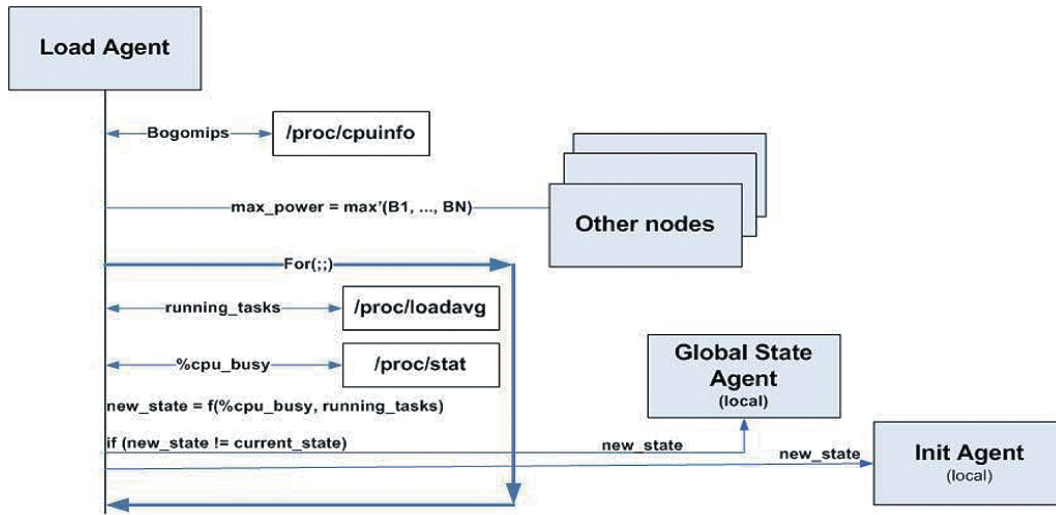 Load Agent
Bogomips
/proc/cpuinfo
max_power = max'(B1, ..., BN)
Other nodes
For(;;)
running_tasks
/proc/loadavg
%cpu_busy
/proc/stat
Global State
Agent
(local)
new_state = f(%cpu_busy, running_tasks)
if (new_state != current_state)
new_state
new_state
Init Agent
(local)